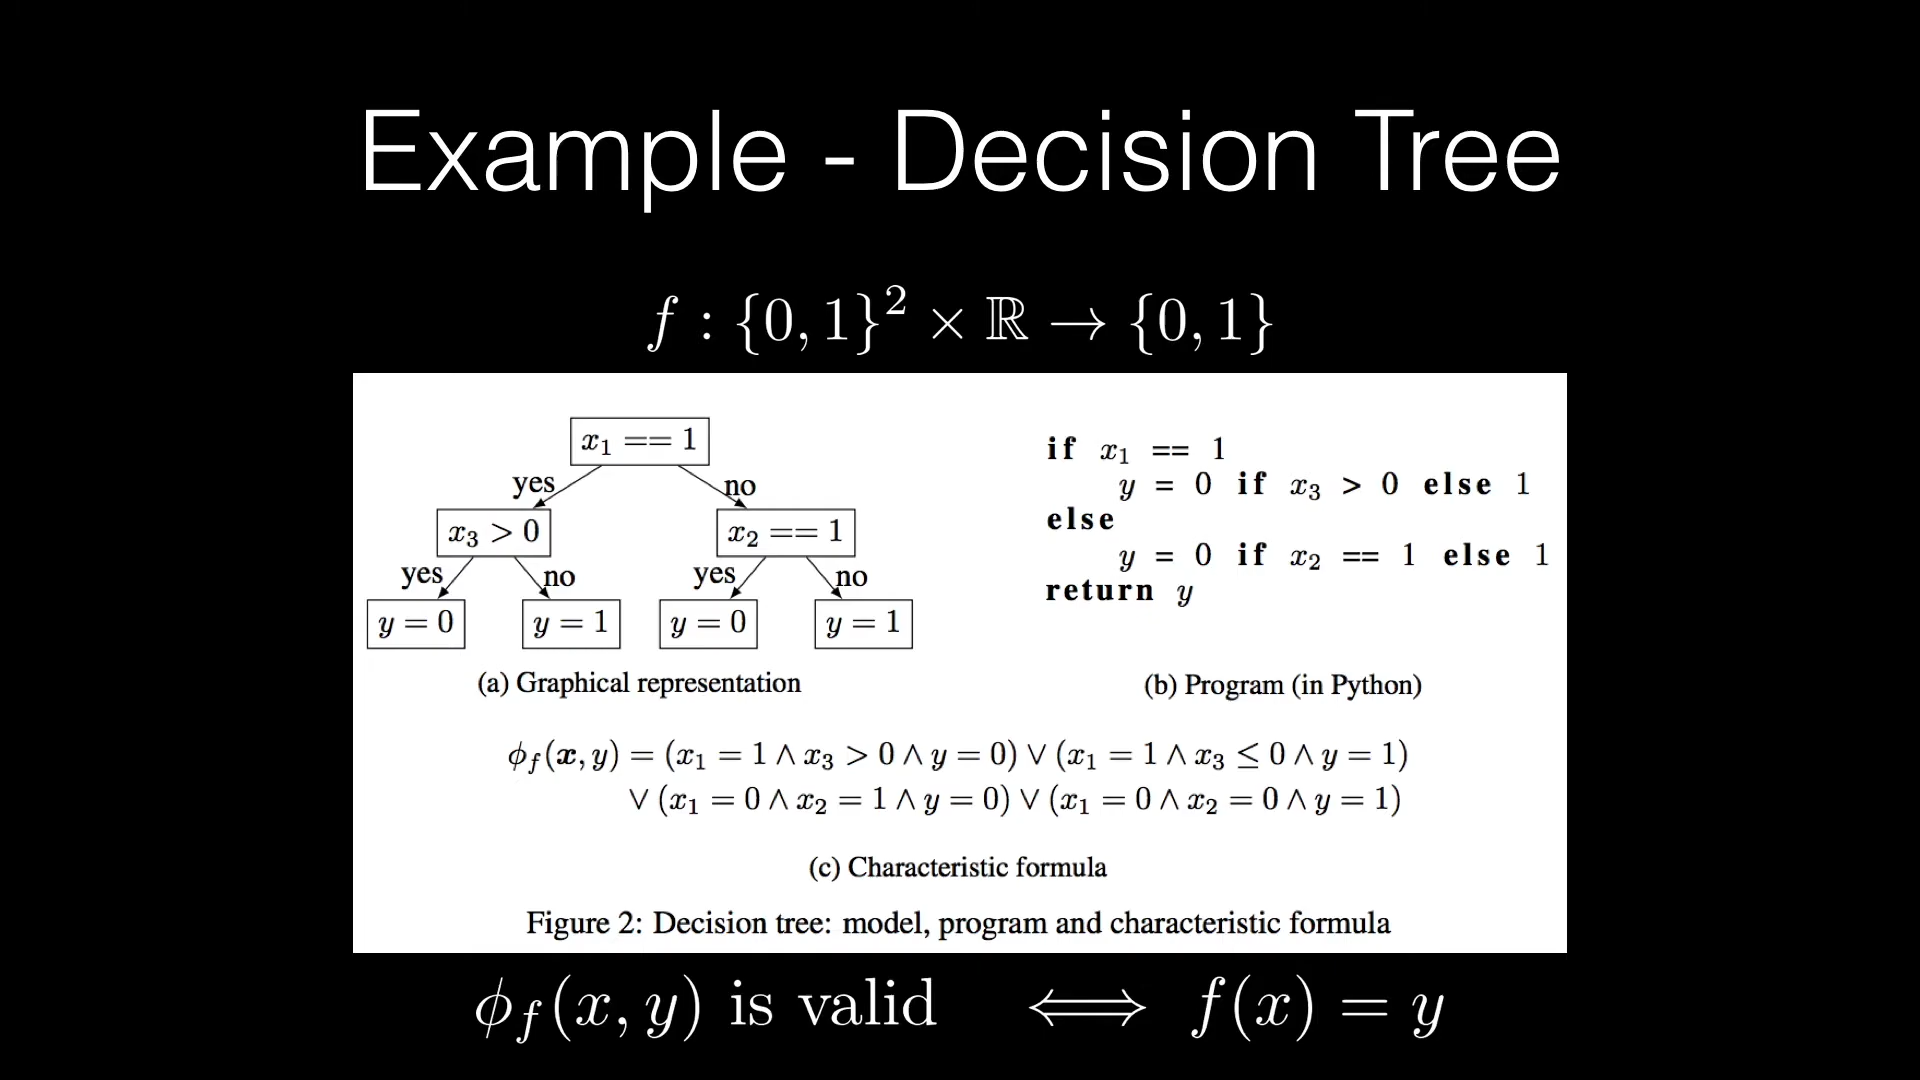 Example - Decision Tree
f : {0, 1}² × ℝ → {0, 1}
x₁ == 1
yes no
x₃ > 0 x₂ == 1
yes no yes no
y = 0 y = 1 y = 0 y = 1
(a) Graphical representation
if x₁ == 1
y = 0 if x₃ > 0 else 1
else
y = 0 if x₂ == 1 else 1
return y
(b) Program (in Python)
ϕf(x, y) = (x₁ = 1 ∧ x₃ > 0 ∧ y = 0) ∨ (x₁ = 1 ∧ x₃ ≤ 0 ∧ y = 1)
∨ (x₁ = 0 ∧ x₂ = 1 ∧ y = 0) ∨ (x₁ = 0 ∧ x₂ = 0 ∧ y = 1)
(c) Characteristic formula
Figure 2: Decision tree: model, program and characteristic formula
ϕf(x, y) is valid ⟺ f(x) = y